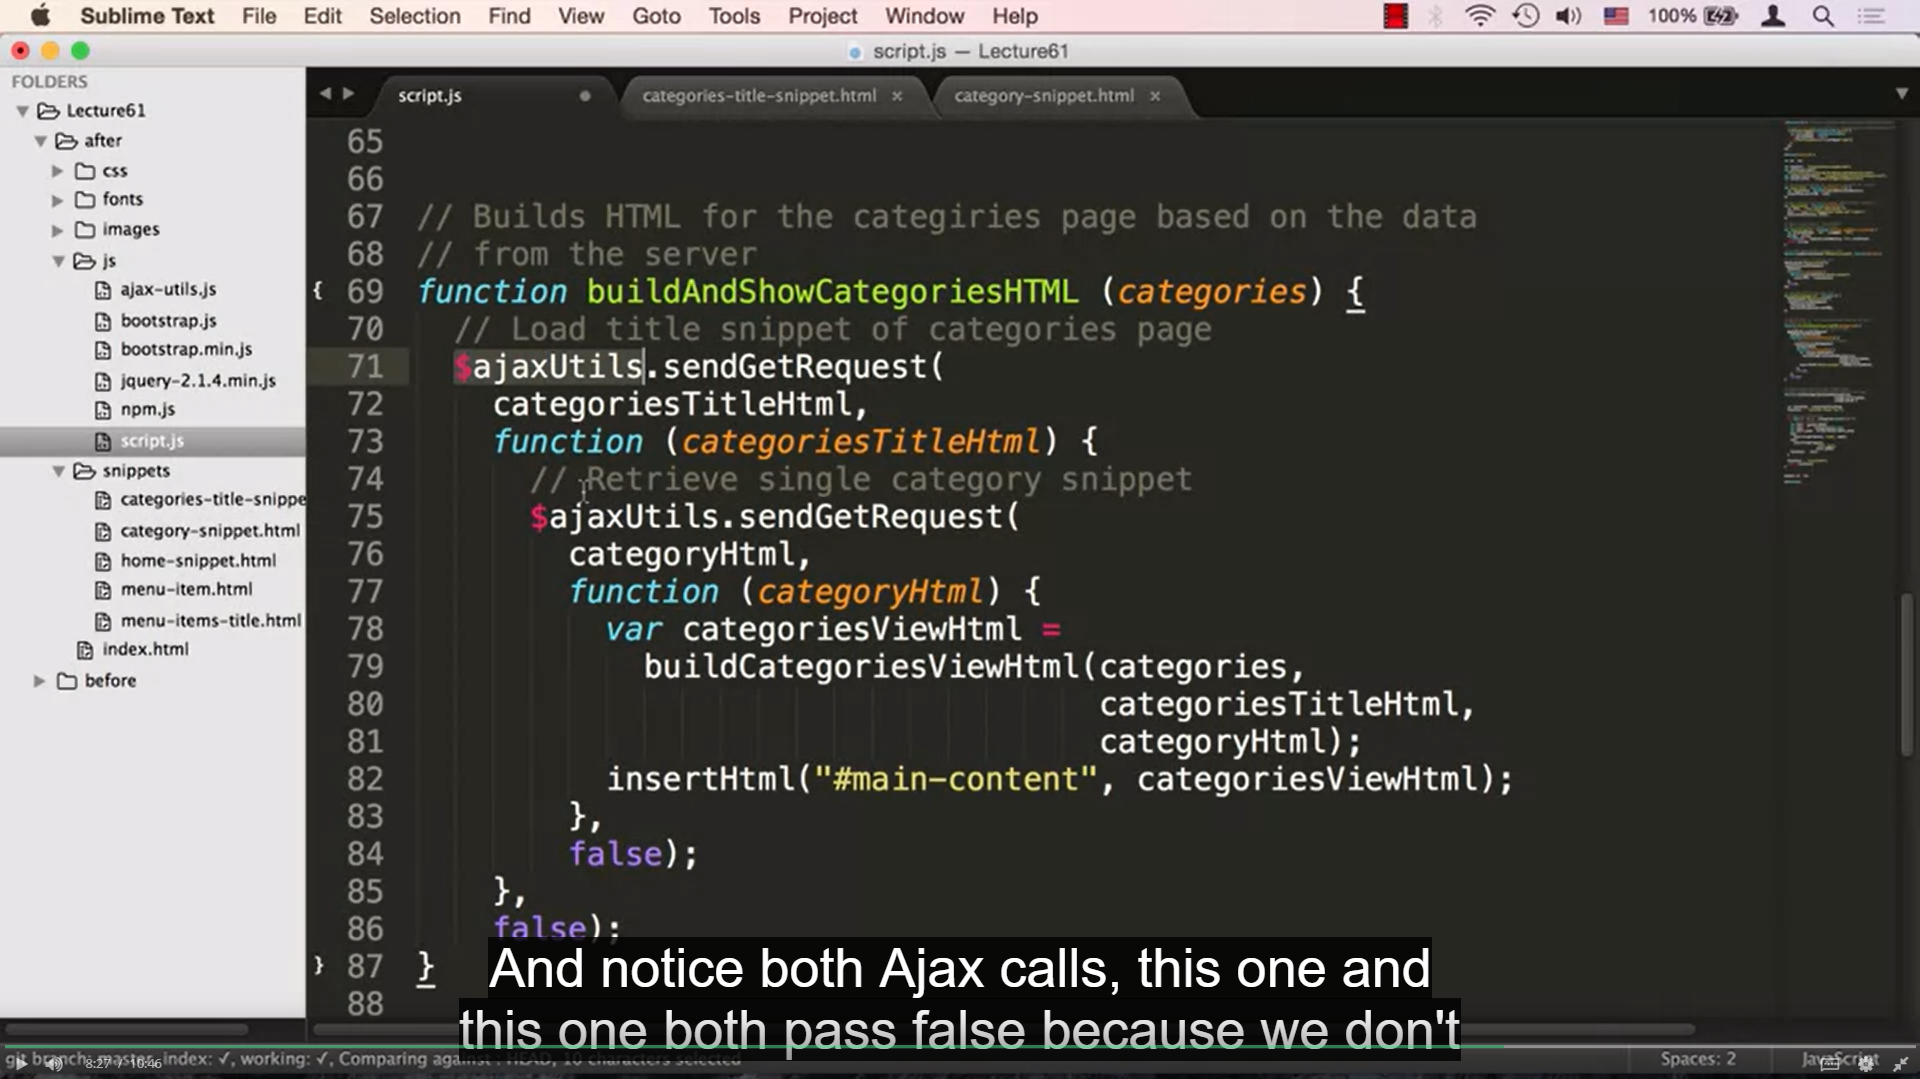 Sublime Text File Edit Selection Find View Goto Tools Project Window Help 100%
script.js — Lecture61
FOLDERS
Lecture61
after
css
fonts
images
js
ajax-utils.js
bootstrap.js
bootstrap.min.js
jquery-2.1.4.min.js
npm.js
script.js
snippets
categories-title-snippe
category-snippet.html
home-snippet.html
menu-item.html
menu-items-title.html
index.html
before
script.js categories-title-snippet.html × category-snippet.html ×
65
66
67 // Builds HTML for the categiries page based on the data
68 // from the server
{ 69 function buildAndShowCategoriesHTML (categories) {
70 // Load title snippet of categories page
71 $ajaxUtils.sendGetRequest(
72 categoriesTitleHtml,
73 function (categoriesTitleHtml) {
74 // Retrieve single category snippet
75 $ajaxUtils.sendGetRequest(
76 categoryHtml,
77 function (categoryHtml) {
78 var categoriesViewHtml =
79 buildCategoriesViewHtml(categories,
80 categoriesTitleHtml,
81 categoryHtml);
82 insertHtml("#main-content", categoriesViewHtml);
83 },
84 false);
85 },
86 false);
} 87 }
88
And notice both Ajax calls, this one and
this one both pass false because we don't
git branch: master, index: ✓, working: ✓, Comparing against : HEAD, 10 characters selected Spaces: 2 JavaScript
8:27 / 10:46